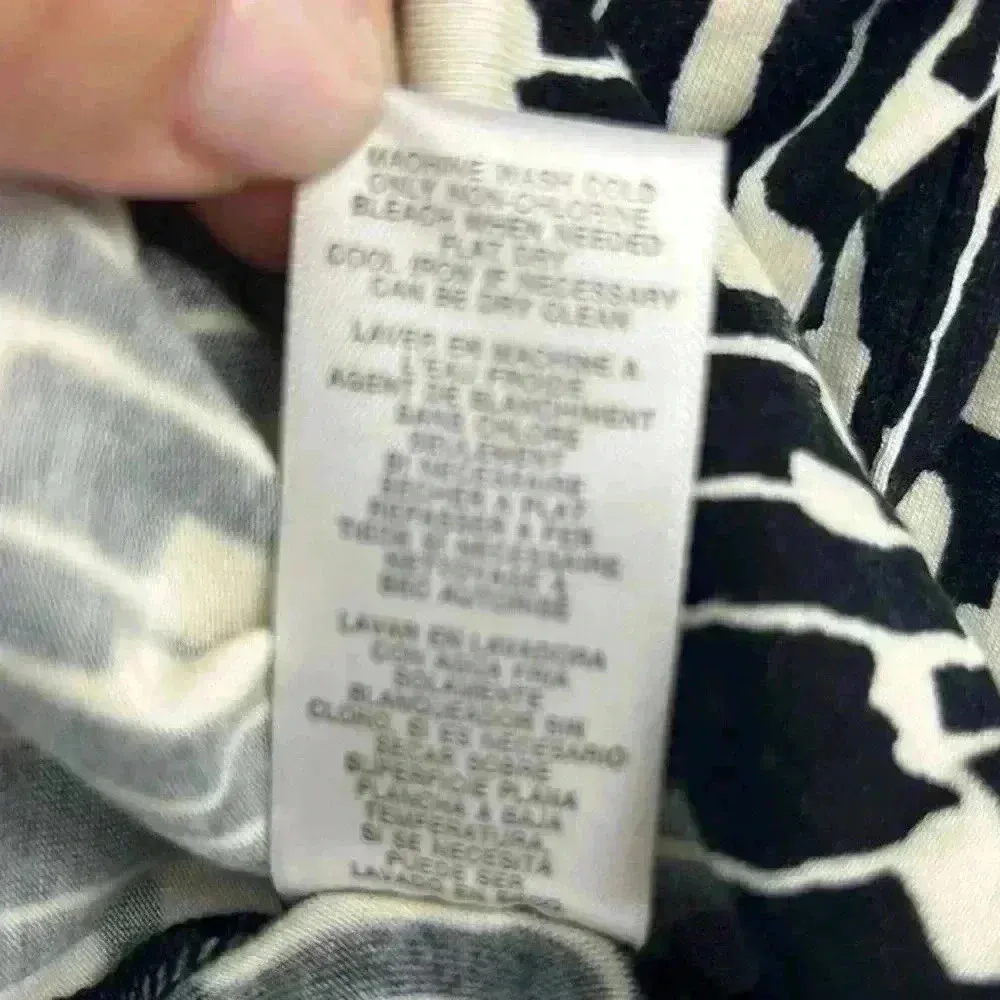 MACHINE WASH COLD
ONLY NON-CHLORINE
BLEACH WHEN NEEDED
FLAT DRY
COOL IRON IF NECESSARY
CAN BE DRY CLEAN
LAVER EN MACHINE A
L'EAU FROIDE
AGENT DE BLANCHIMENT
SANS CHLORE
SEULEMENT
SI NECESSAIRE
SECHER A PLAT
REPASSER A FER
TIEDE SI NECESSAIRE
NETTOYAGE A
SEC AUTORISE
LAVAR EN LAVADORA
CON AGUA FRIA
SOLAMENTE
BLANQUEADOR SIN
CLORO, SI ES NECESARIO
SECAR SOBRE
SUPERFICIE PLANA
PLANCHA A BAJA
TEMPERATURA
SI SE NECESITA
PUEDE SER
LAVADO EN SECO